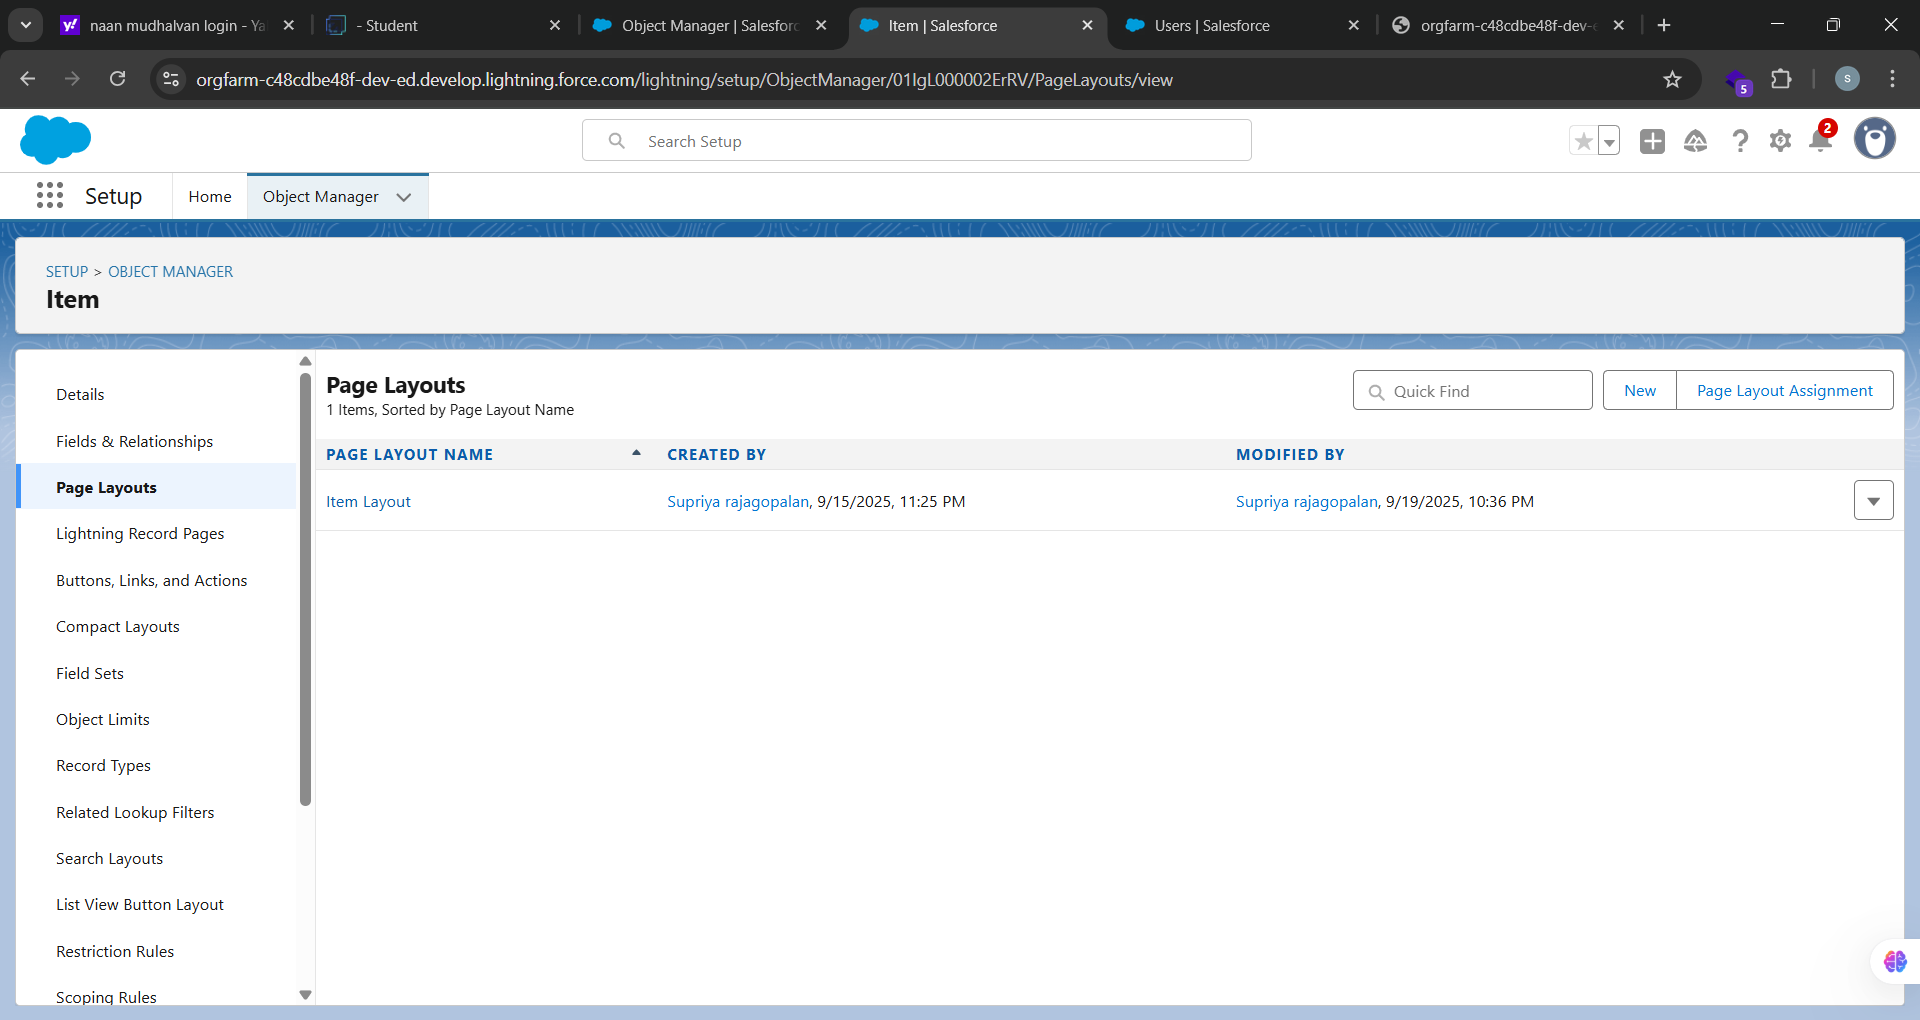 naan mudhalvan login - Ya
- Student
Object Manager | Salesforc
Item | Salesforce
Users | Salesforce
orgfarm-c48cdbe48f-dev-e
orgfarm-c48cdbe48f-dev-ed.develop.lightning.force.com/lightning/setup/ObjectManager/01IgL000002ErRV/PageLayouts/view
5
S
Search Setup
2
Setup
Home
Object Manager
SETUP > OBJECT MANAGER
Item
Details
Fields & Relationships
Page Layouts
Lightning Record Pages
Buttons, Links, and Actions
Compact Layouts
Field Sets
Object Limits
Record Types
Related Lookup Filters
Search Layouts
List View Button Layout
Restriction Rules
Scoping Rules
Page Layouts
1 Items, Sorted by Page Layout Name
Quick Find
New
Page Layout Assignment
PAGE LAYOUT NAME CREATED BY MODIFIED BY
Item Layout Supriya rajagopalan, 9/15/2025, 11:25 PM Supriya rajagopalan, 9/19/2025, 10:36 PM